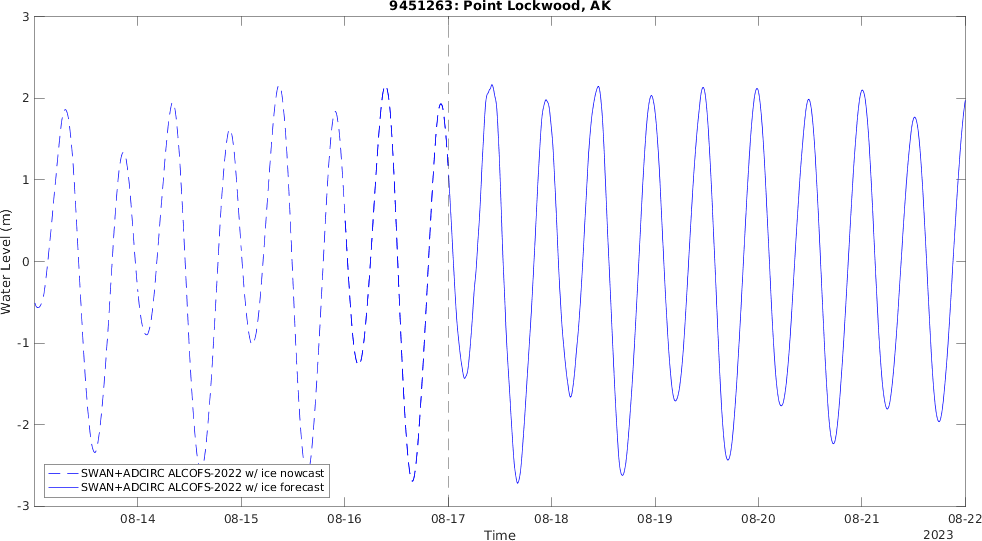 9451263: Point Lockwood, AK
3
2
1
0
-1
-2
-3
Water Level (m)
SWAN+ADCIRC ALCOFS-2022 w/ ice nowcast
SWAN+ADCIRC ALCOFS-2022 w/ ice forecast
08-14 08-15 08-16 08-17 08-18 08-19 08-20 08-21 08-22
Time
2023